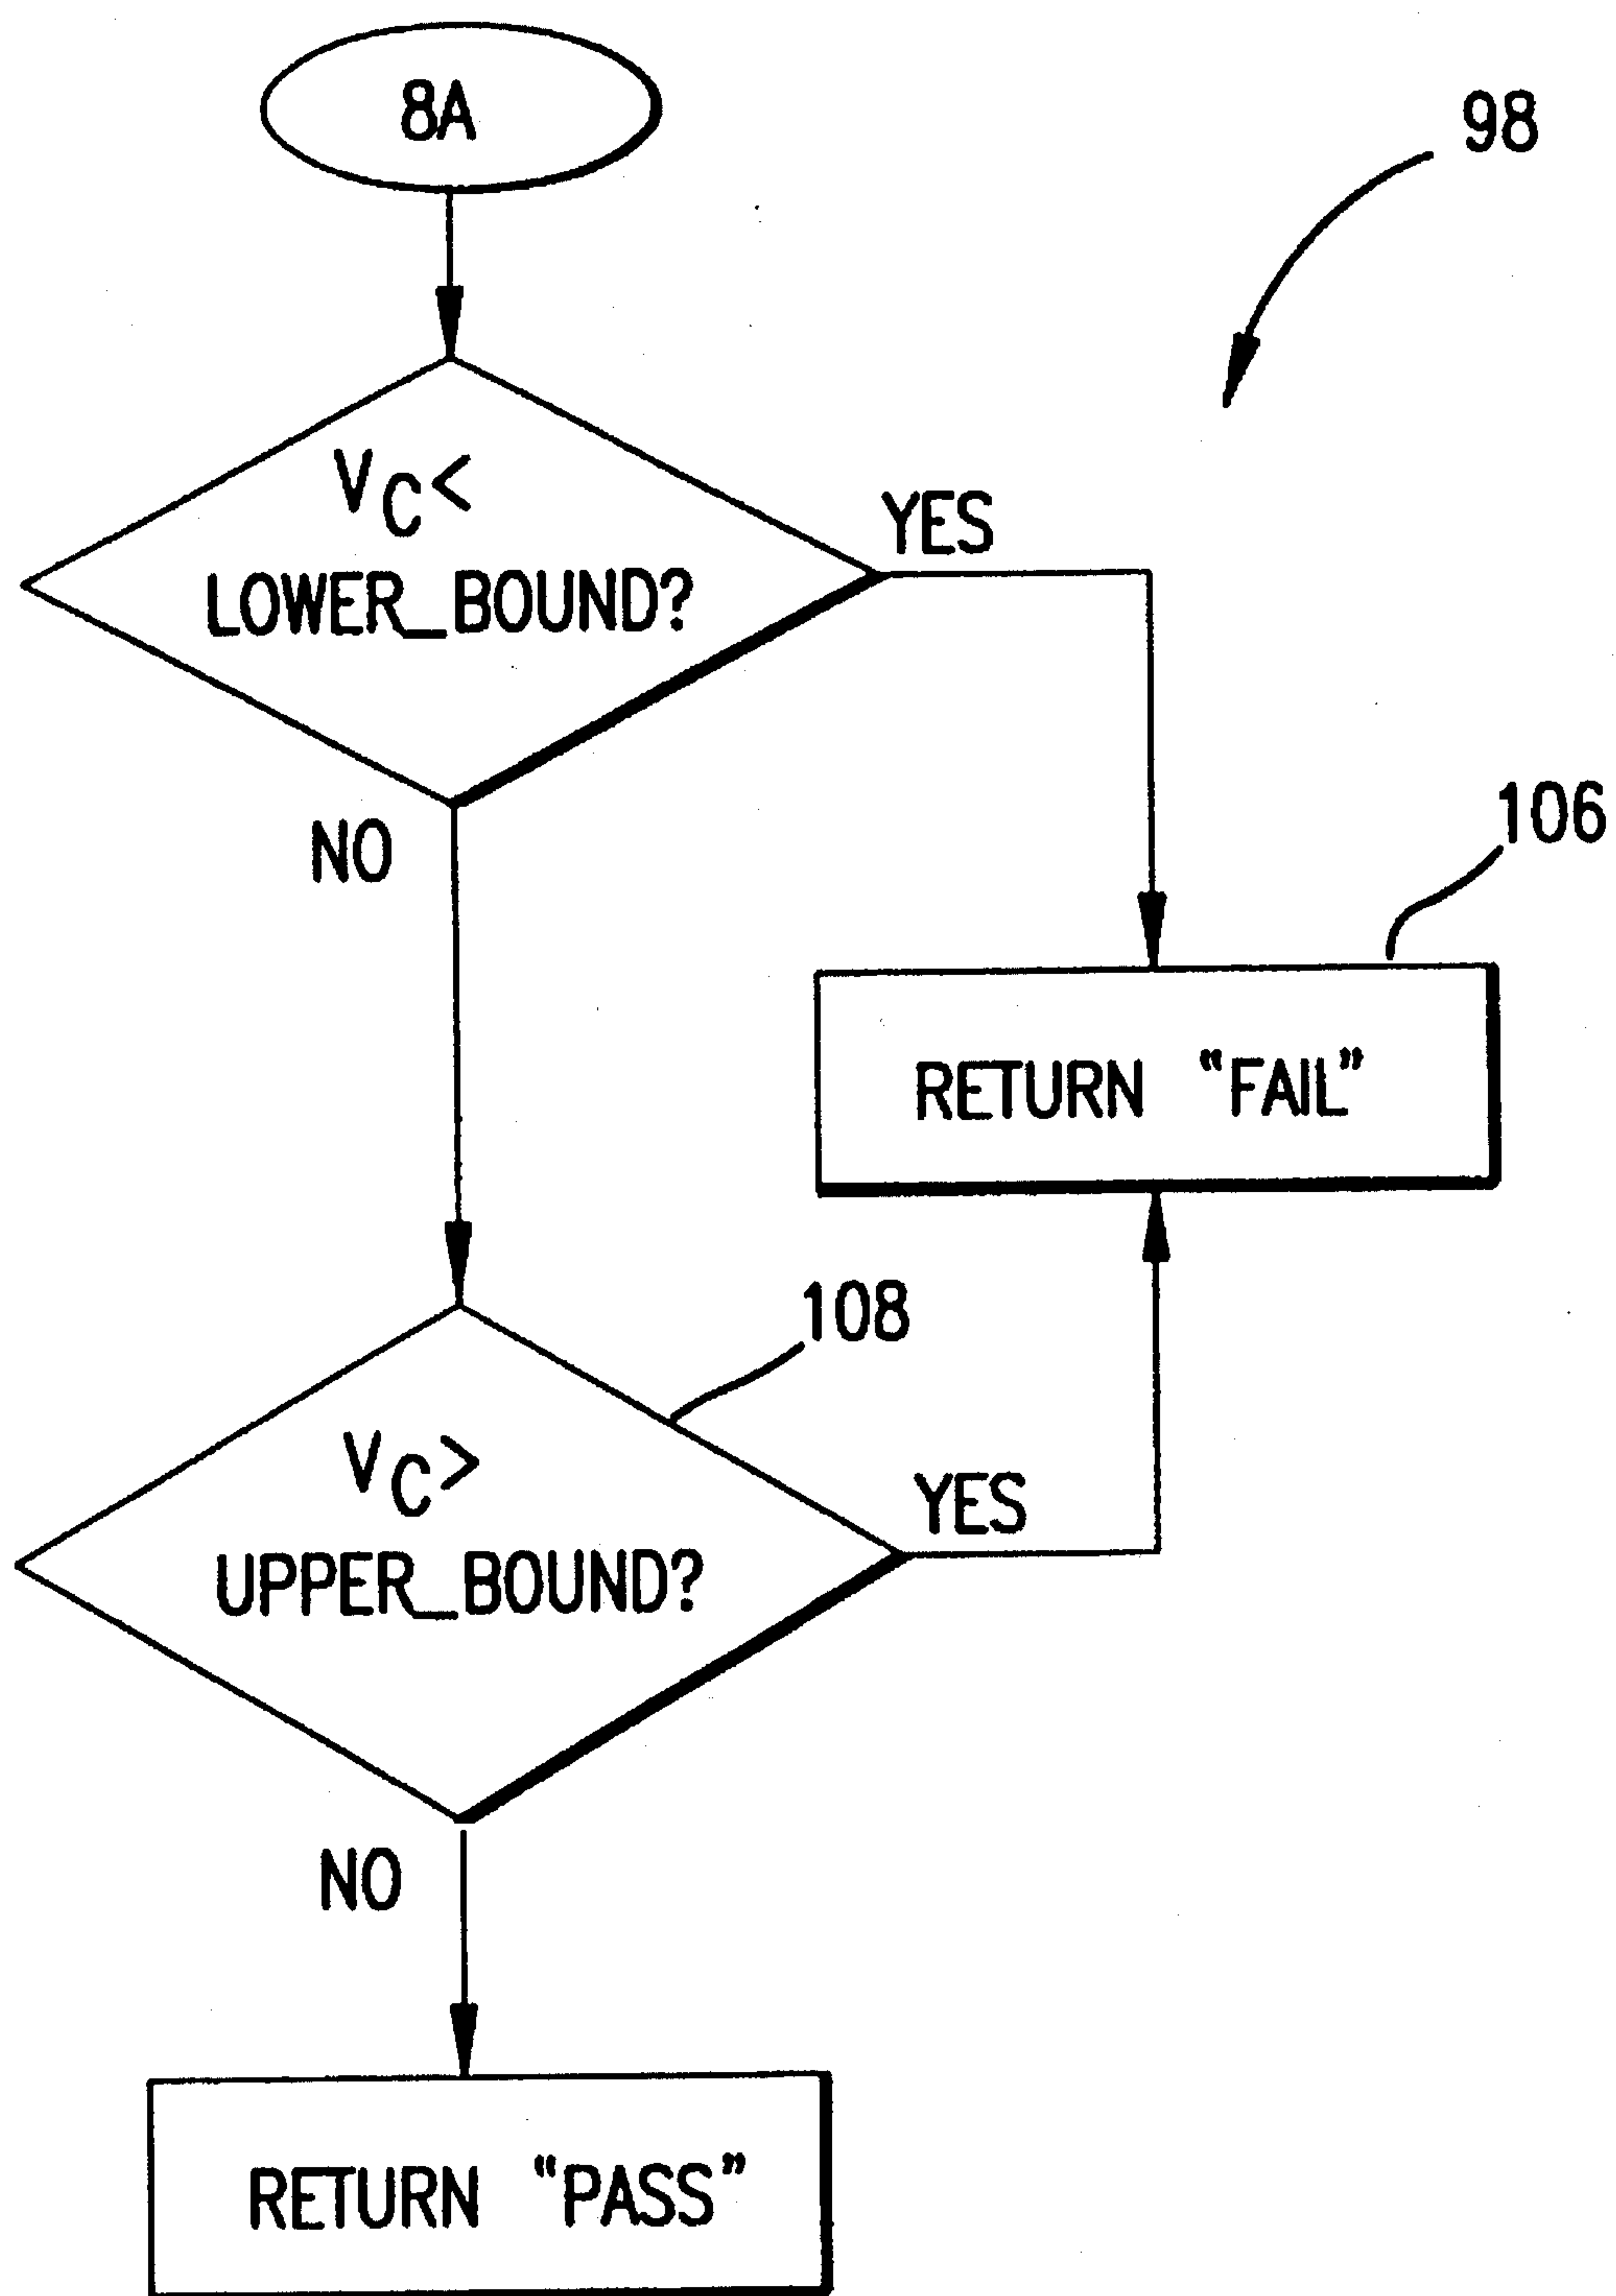 8A
98
VC<
LOWER_BOUND?
YES
NO
106
RETURN "FAIL"
108
VC>
UPPER_BOUND?
YES
NO
RETURN "PASS"